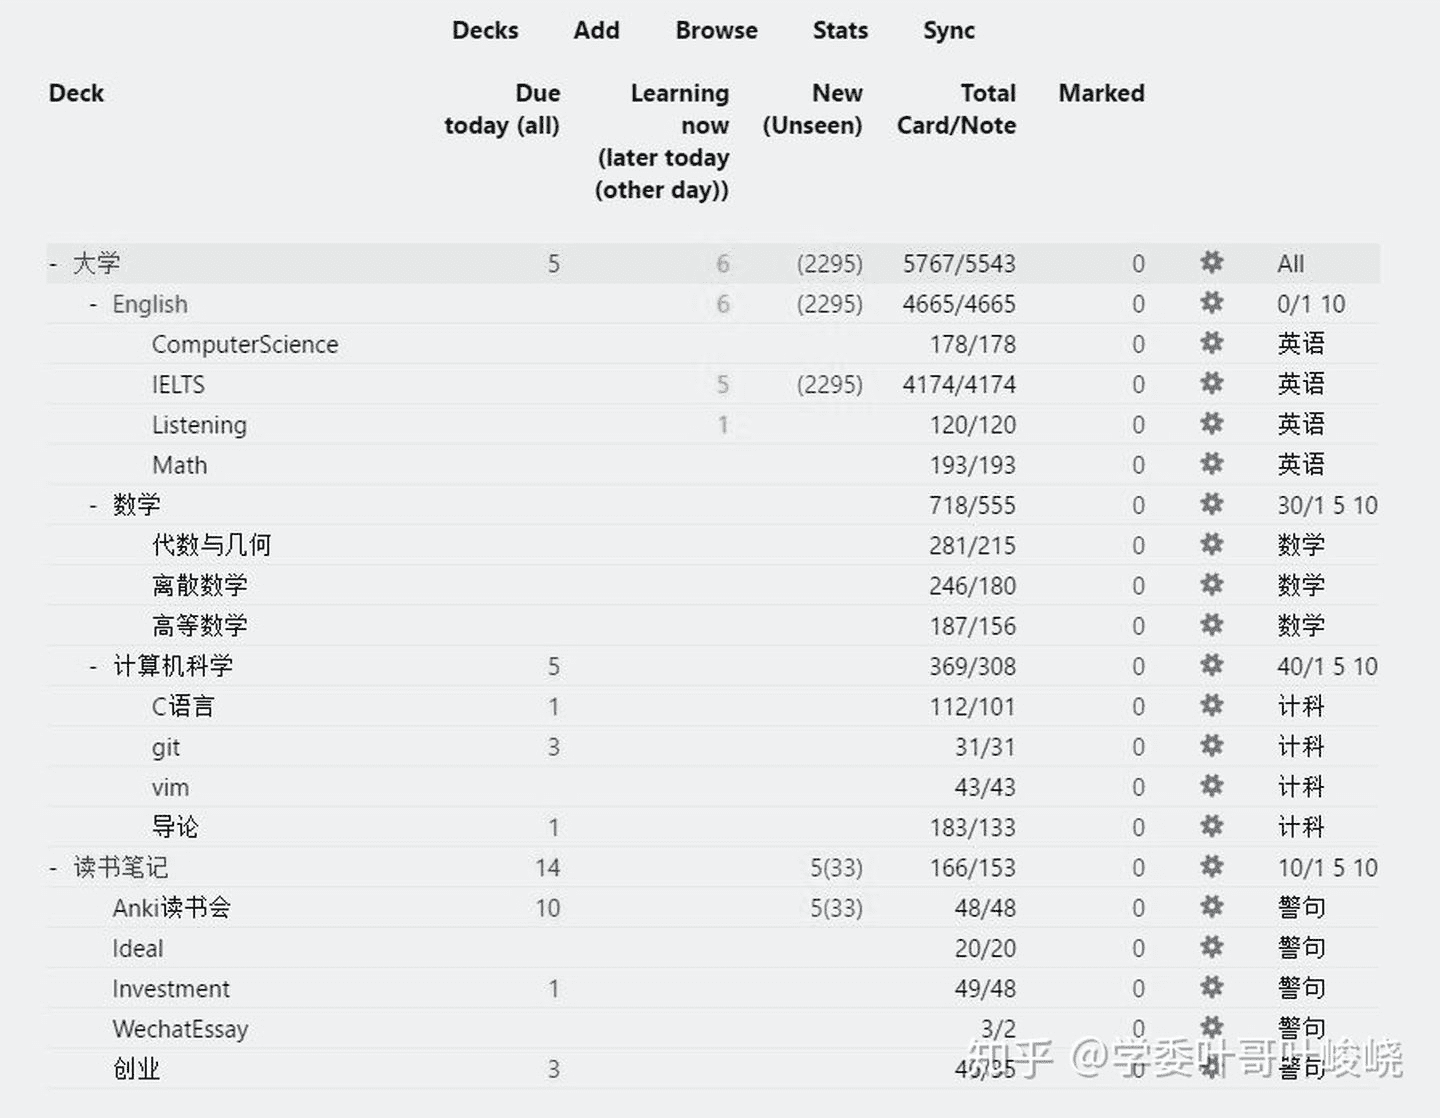 Decks Add Browse Stats Sync
Deck Due today (all) Learning now (later today (other day)) New (Unseen) Total Card/Note Marked
- 大学 5 6 (2295) 5767/5543 0 All
- English 6 (2295) 4665/4665 0 0/1 10
ComputerScience 178/178 0 英语
IELTS 5 (2295) 4174/4174 0 英语
Listening 1 120/120 0 英语
Math 193/193 0 英语
- 数学 718/555 0 30/1 5 10
代数与几何 281/215 0 数学
离散数学 246/180 0 数学
高等数学 187/156 0 数学
- 计算机科学 5 369/308 0 40/1 5 10
C语言 1 112/101 0 计科
git 3 31/31 0 计科
vim 43/43 0 计科
导论 1 183/133 0 计科
- 读书笔记 14 5(33) 166/153 0 10/1 5 10
Anki读书会 10 5(33) 48/48 0 警句
Ideal 20/20 0 警句
Investment 1 49/48 0 警句
WechatEssay 3/2 0 警句
创业 3 0 警句
知乎 @学委叶哥叶峻峣